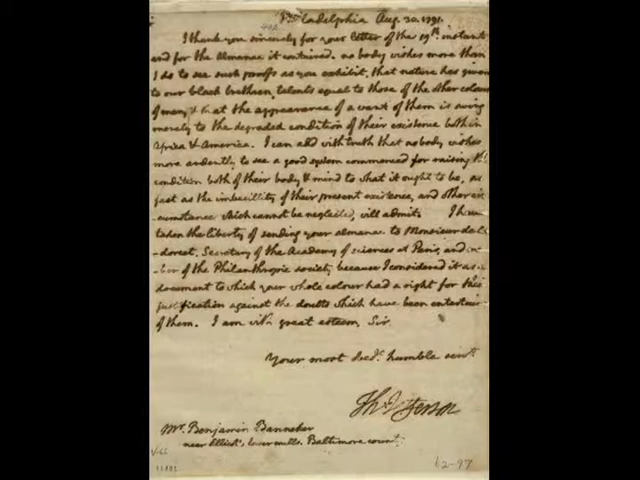 Philadelphia Aug. 30. 1791.
I thank you sincerely for your letter of the 19th. instant
and for the Almanac it contained. no body wishes more than
I do to see such proofs as you exhibit, that nature has given
to our black brethren, talents equal to those of the other colours
of men, & that the appearance of a want of them is owing
merely to the degraded condition of their existence both in
Africa & America. I can add with truth that no body wishes
more ardently to see a good system commenced for raising the
condition both of their body & mind to what it ought to be, as
fast as the imbecillity of their present existence, and other cir
-cumstance which cannot be neglected, will admit. I have
taken the liberty of sending your almanac to Monsieur de Con
-dorcet, Secretary of the Academy of sciences at Paris, and mem
-ber of the Philanthropic society because I considered it as a
document to which your whole colour had a right for their
justification against the doubts which have been entertained
of them. I am with great esteem, Sir
Your most obedt. humble servt.
Th. Jefferson
Mr. Benjamin Banneker
near Ellicot's, lower mills. Baltimore county.
62-97